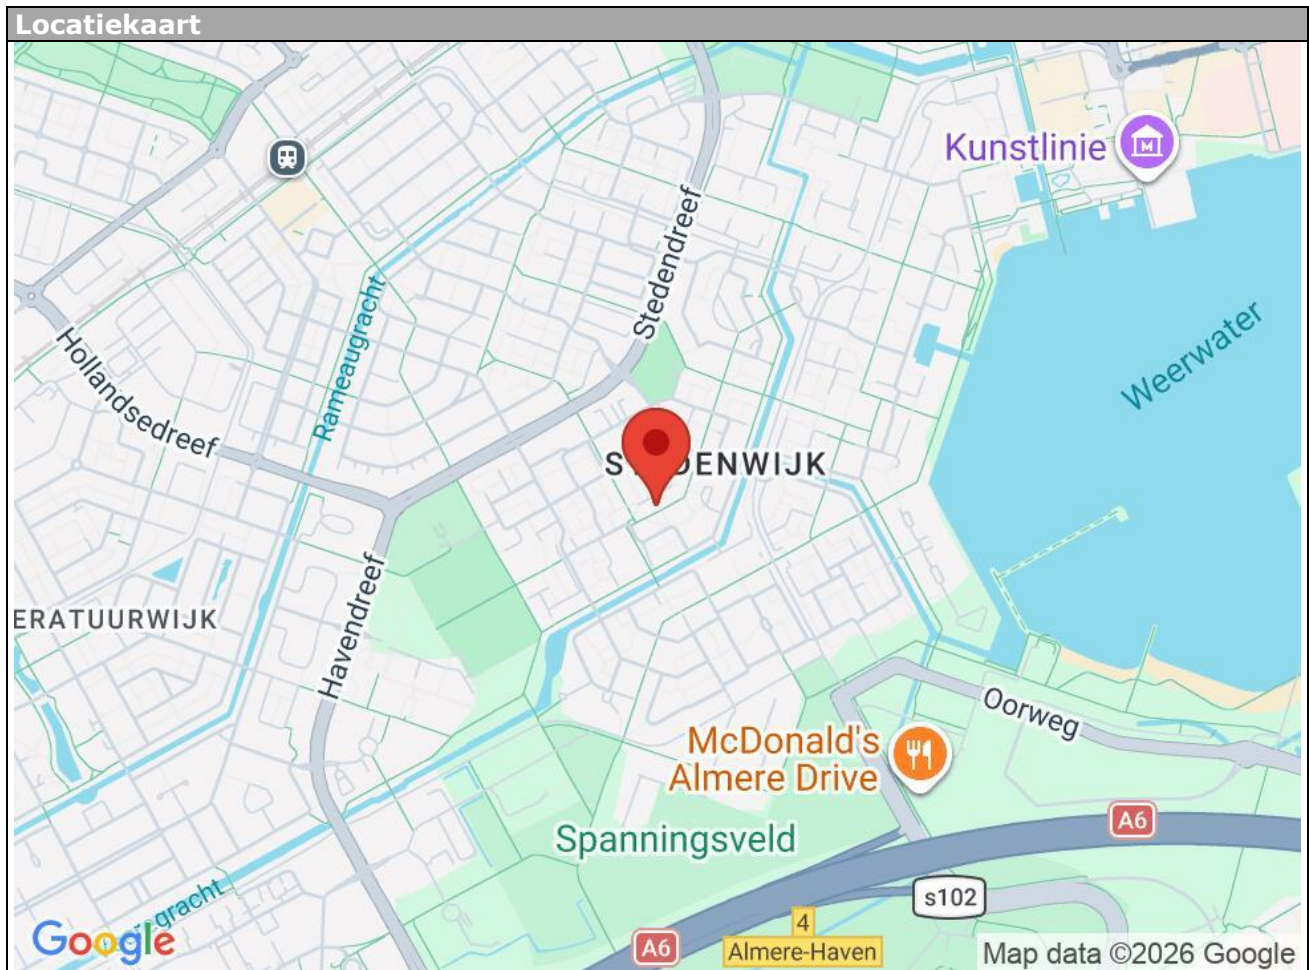 Locatiekaart
Kunstlinie
Stedendreef
Rameaugracht
Weerwater
Hollandsedreef
STEDENWIJK
Havendreef
ERATUURWIJK
Oorweg
McDonald's
Almere Drive
A6
Spanningsveld
s102
gracht
4
Google
A6
Almere-Haven
Map data ©2026 Google